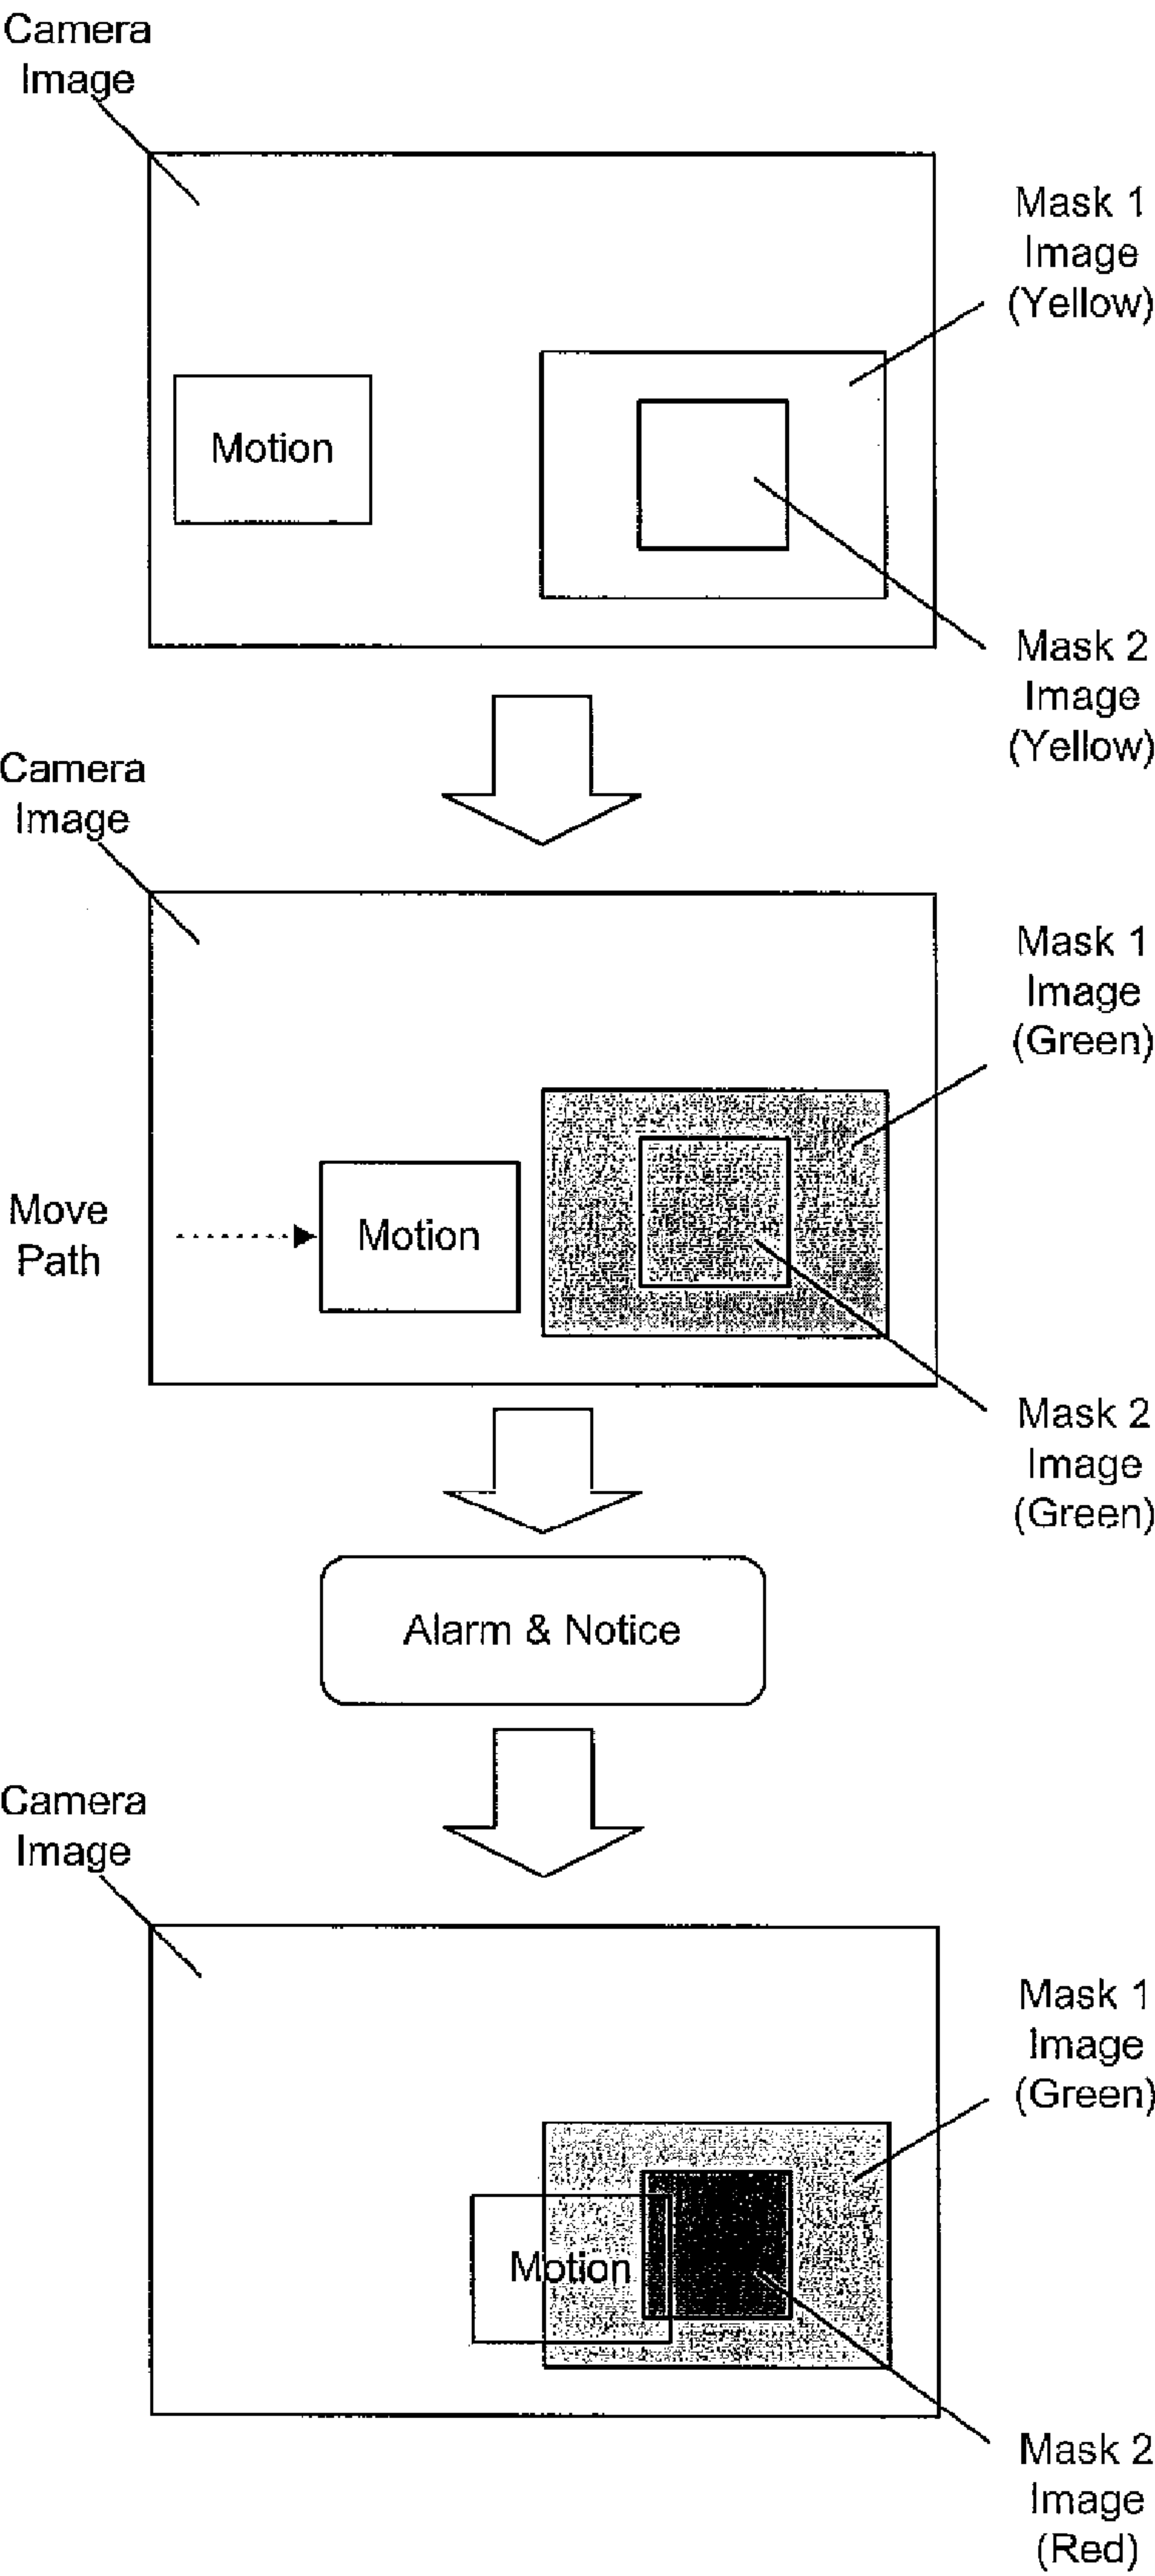 Camera
Image
Mask 1
Image
(Yellow)
Motion
Mask 2
Image
(Yellow)
Camera
Image
Mask 1
Image
(Green)
Move
Path
Motion
Mask 2
Image
(Green)
Alarm & Notice
Camera
Image
Mask 1
Image
(Green)
Motion
Mask 2
Image
(Red)